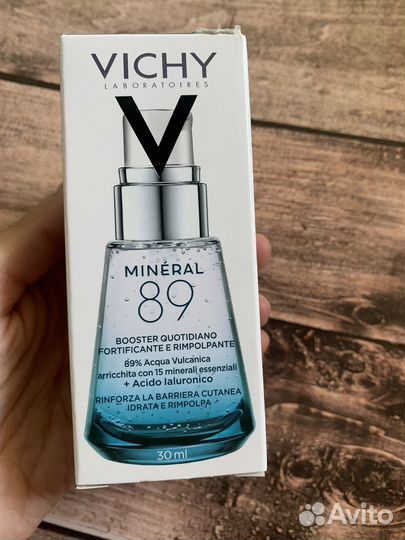 VICHY
LABORATOIRES
MINÉRAL
89
BOOSTER QUOTIDIANO
FORTIFICANTE E RIMPOLPANTE
89% Acqua Vulcanica
arricchita con 15 minerali essenziali
+ Acido Ialuronico
RINFORZA LA BARRIERA CUTANEA
IDRATA E RIMPOLPA
30 ml
Avito